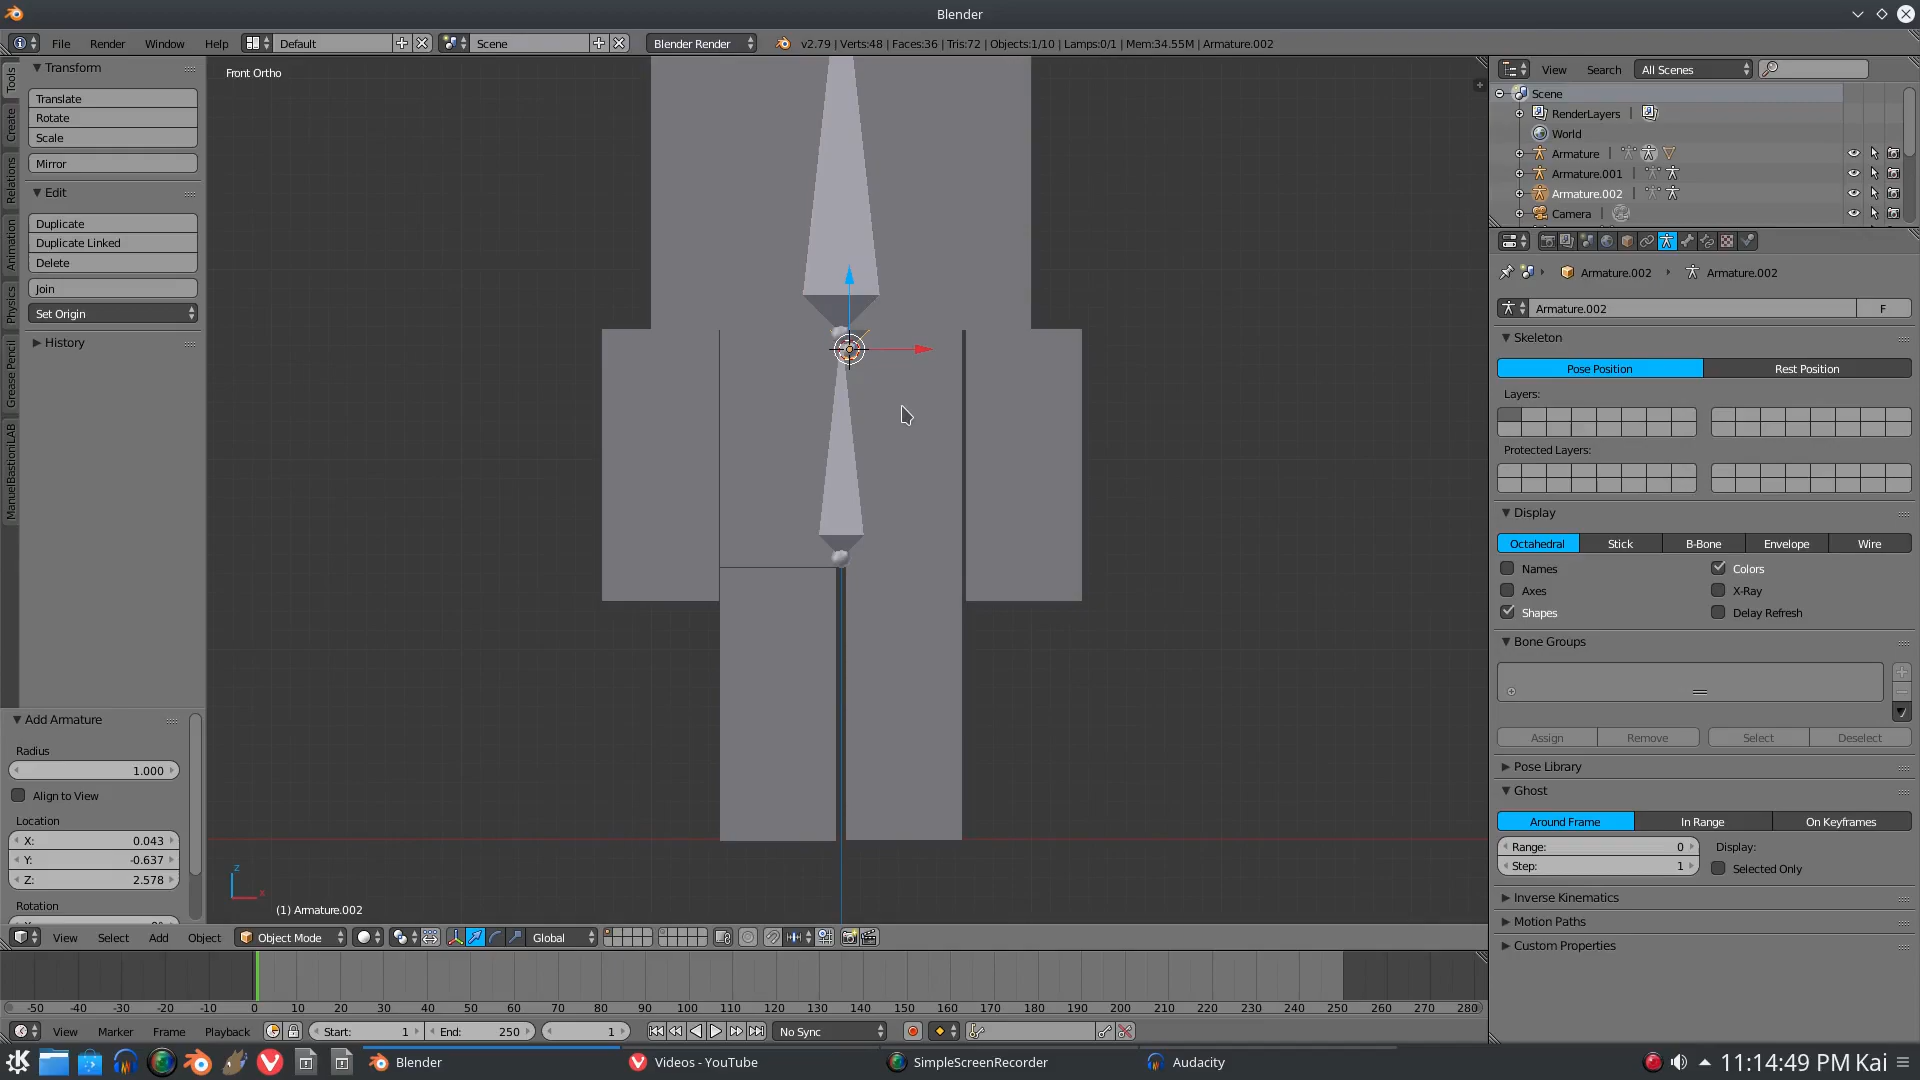 Blender
File Render Window Help Default Scene Blender Render v2.79 | Verts:48 | Faces:36 | Tris:72 | Objects:1/10 | Lamps:0/1 | Mem:34.55M | Armature.002
Tools
Create
Relations
Animation
Physics
Grease Pencil
ManuelBastioniLAB
Transform
Translate
Rotate
Scale
Mirror
Edit
Duplicate
Duplicate Linked
Delete
Join
Set Origin
History
Add Armature
Radius
1.000
Align to View
Location
X: 0.043
Y: -0.637
Z: 2.578
Rotation
Front Ortho
z
x
(1) Armature.002
View Select Add Object Object Mode Global
View Search All Scenes
Scene
RenderLayers |
World
Armature |
Armature.001 |
Armature.002 |
Camera |
Armature.002 Armature.002
Armature.002 F
Skeleton
Pose Position Rest Position
Layers:
Protected Layers:
Display
Octahedral Stick B-Bone Envelope Wire
Names Colors
Axes X-Ray
Shapes Delay Refresh
Bone Groups
Assign Remove Select Deselect
Pose Library
Ghost
Around Frame In Range On Keyframes
Range: 0 Display:
Step: 1 Selected Only
Inverse Kinematics
Motion Paths
Custom Properties
-50 -40 -30 -20 -10 0 10 20 30 40 50 60 70 80 90 100 110 120 130 140 150 160 170 180 190 200 210 220 230 240 250 260 270 280
View Marker Frame Playback Start: 1 End: 250 1 No Sync
Blender Videos - YouTube SimpleScreenRecorder Audacity 11:14:49 PM Kai